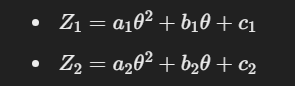 • Z₁ = a₁θ² + b₁θ + c₁
• Z₂ = a₂θ² + b₂θ + c₂